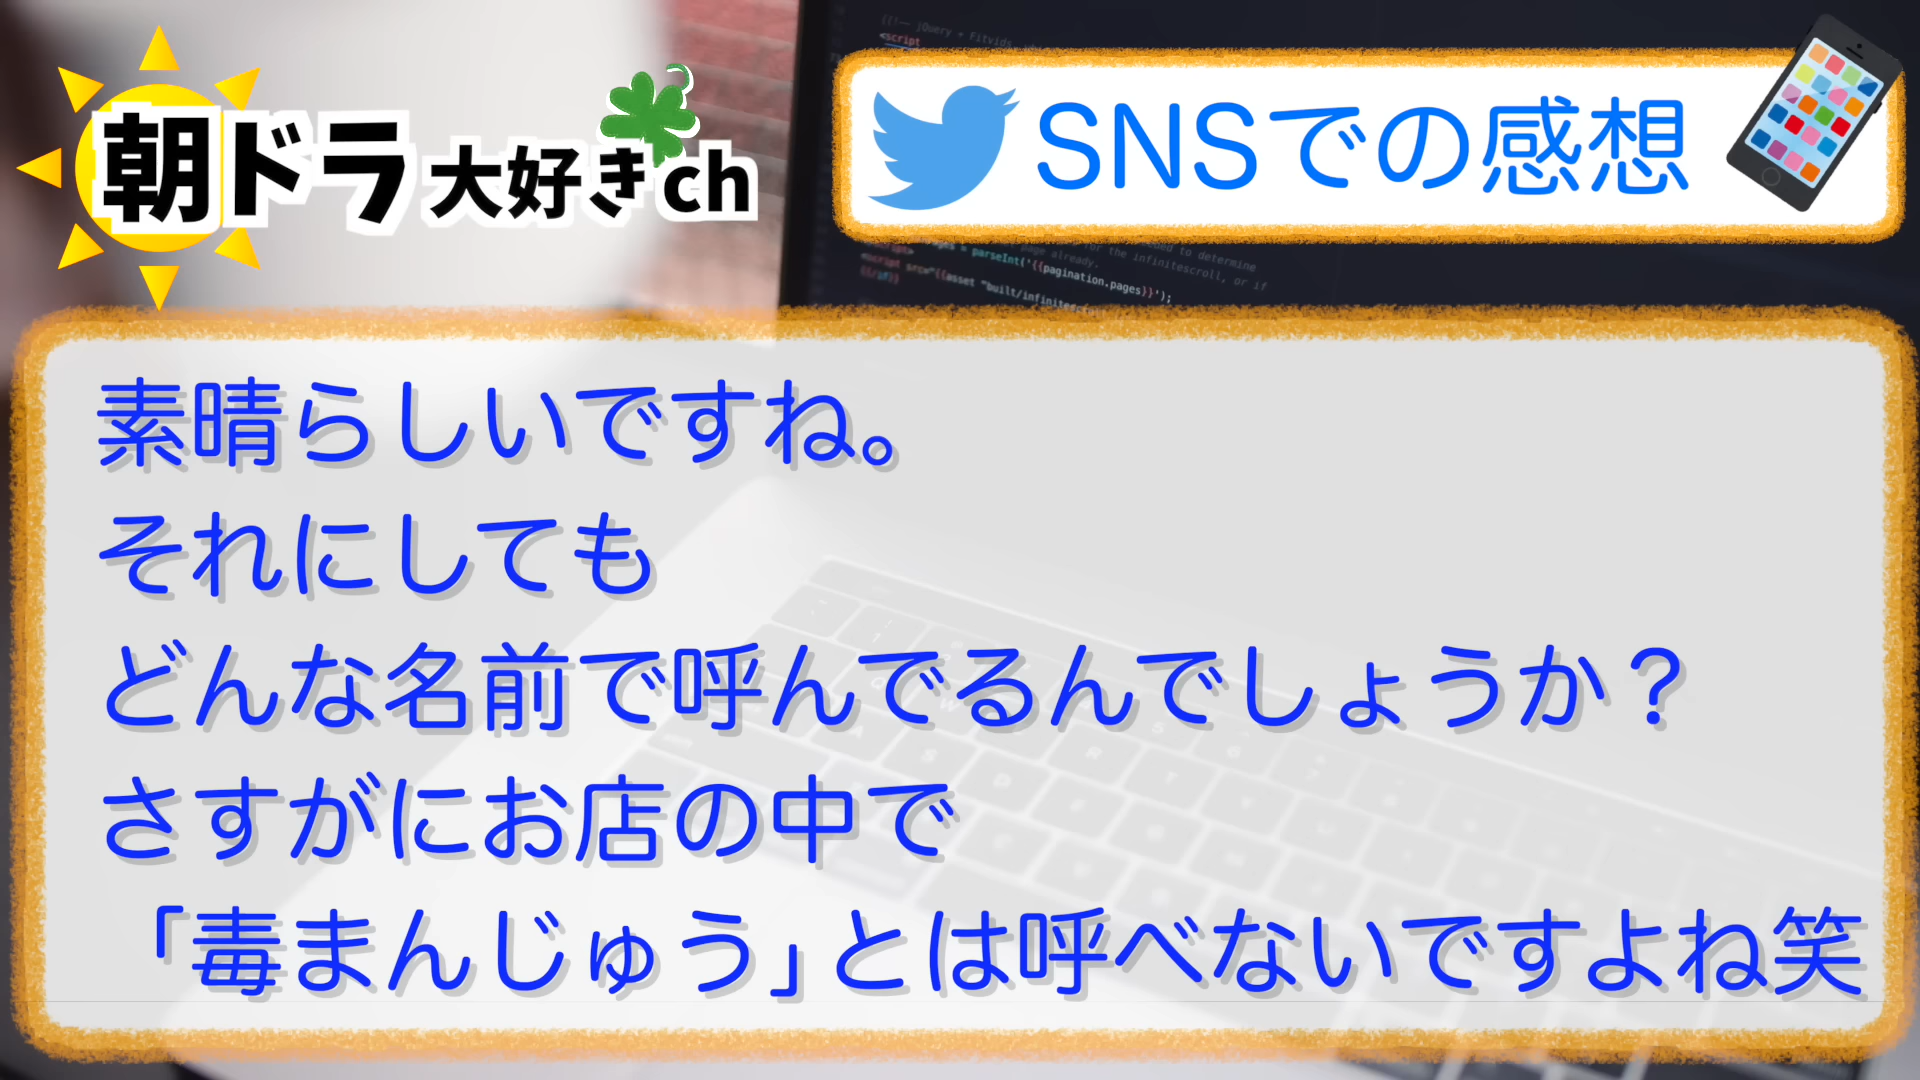 朝ドラ大好きch
SNSでの感想
素晴らしいですね。
それにしても
どんな名前で呼んでるんでしょうか？
さすがにお店の中で
「毒まんじゅう」とは呼べないですよね笑